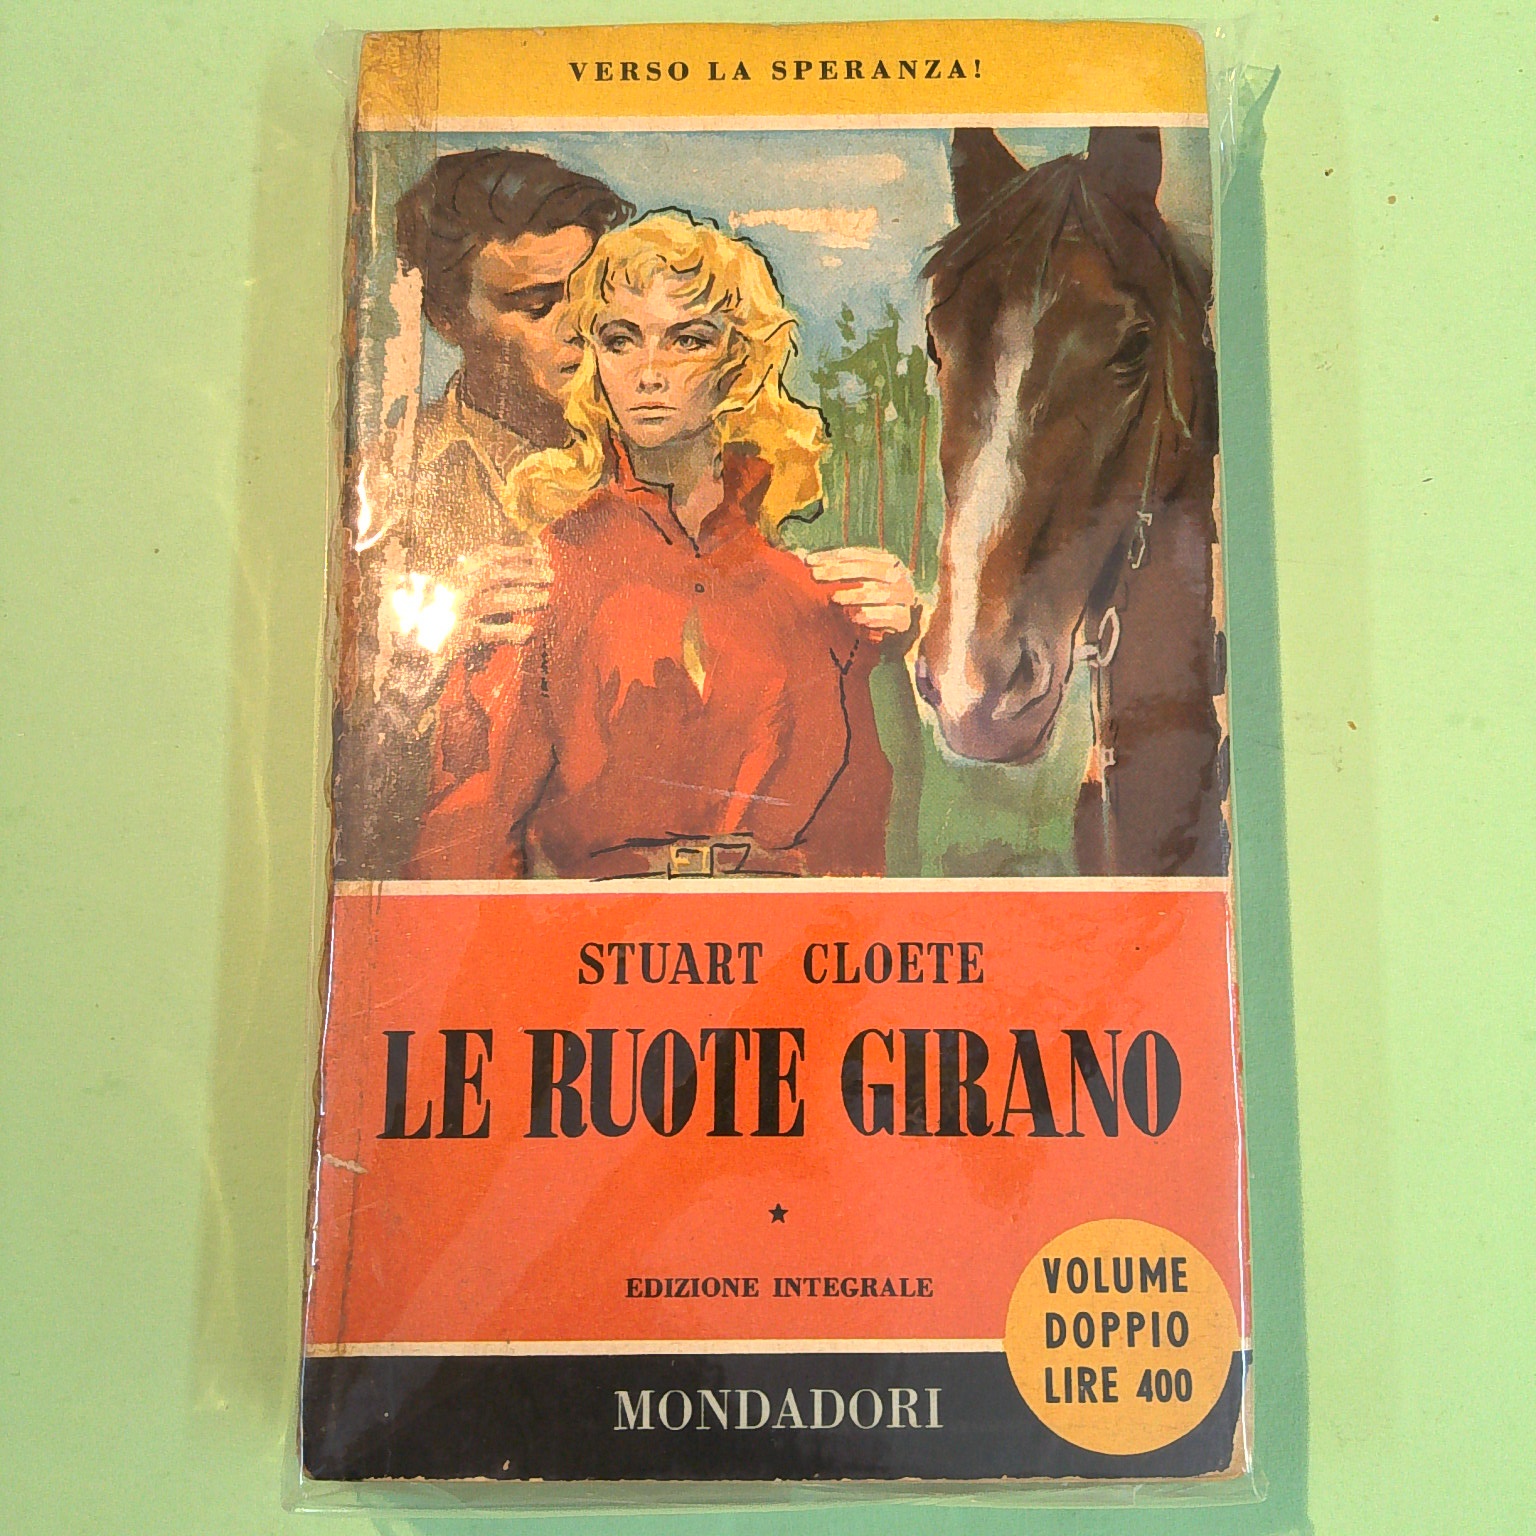 VERSO LA SPERANZA!
STUART CLOETE
LE RUOTE GIRANO
EDIZIONE INTEGRALE
VOLUME
DOPPIO
LIRE 400
MONDADORI